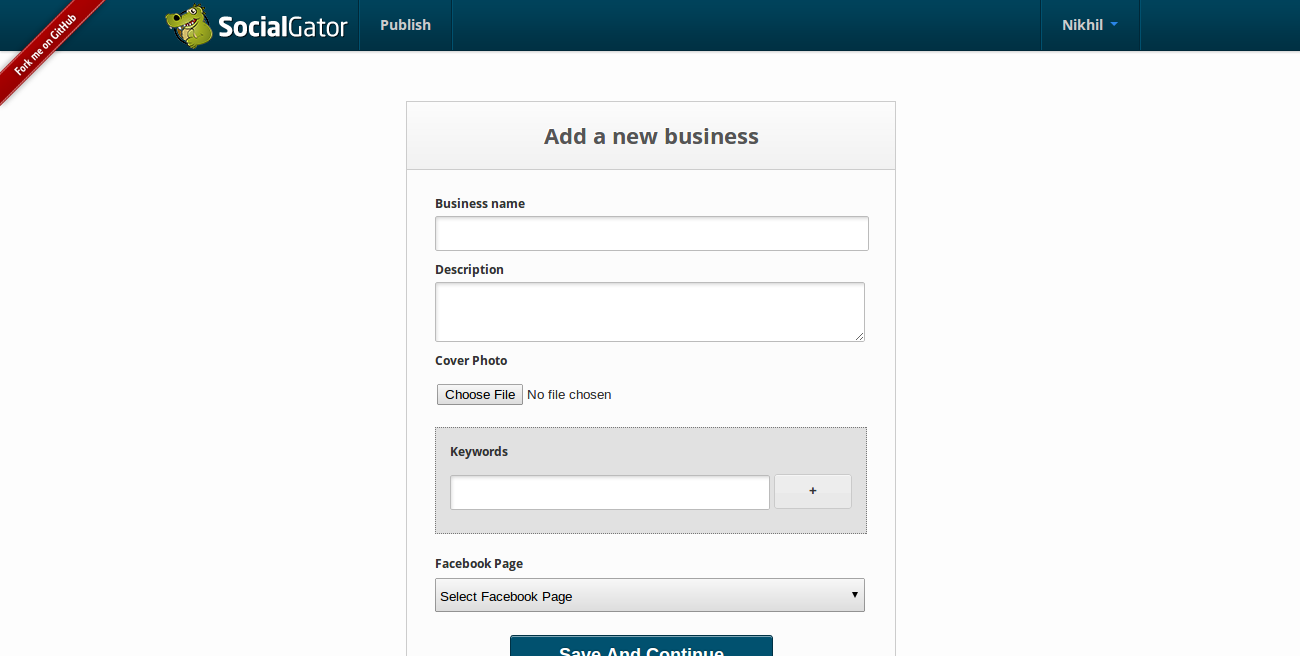 Fork me on GitHub
SocialGator
Publish
Nikhil
Add a new business
Business name
Description
Cover Photo
Choose File No file chosen
Keywords
+
Facebook Page
Select Facebook Page
Save And Continue